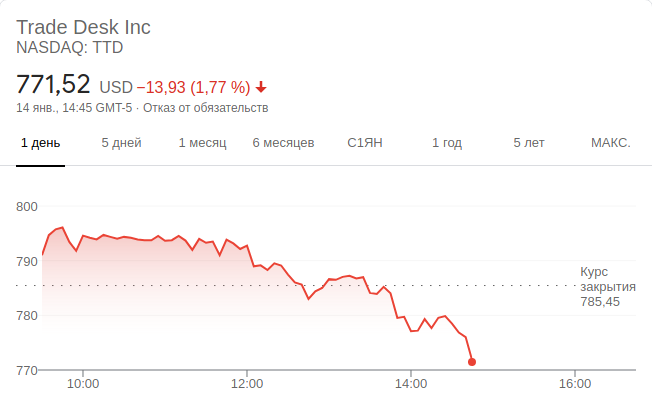 Trade Desk Inc
NASDAQ: TTD
771,52 USD −13,93 (1,77 %)
14 янв., 14:45 GMT-5 · Отказ от обязательств
1 день 5 дней 1 месяц 6 месяцев С1ЯН 1 год 5 лет МАКС.
800
790
Курс
закрытия
785,45
780
770
10:00 12:00 14:00 16:00